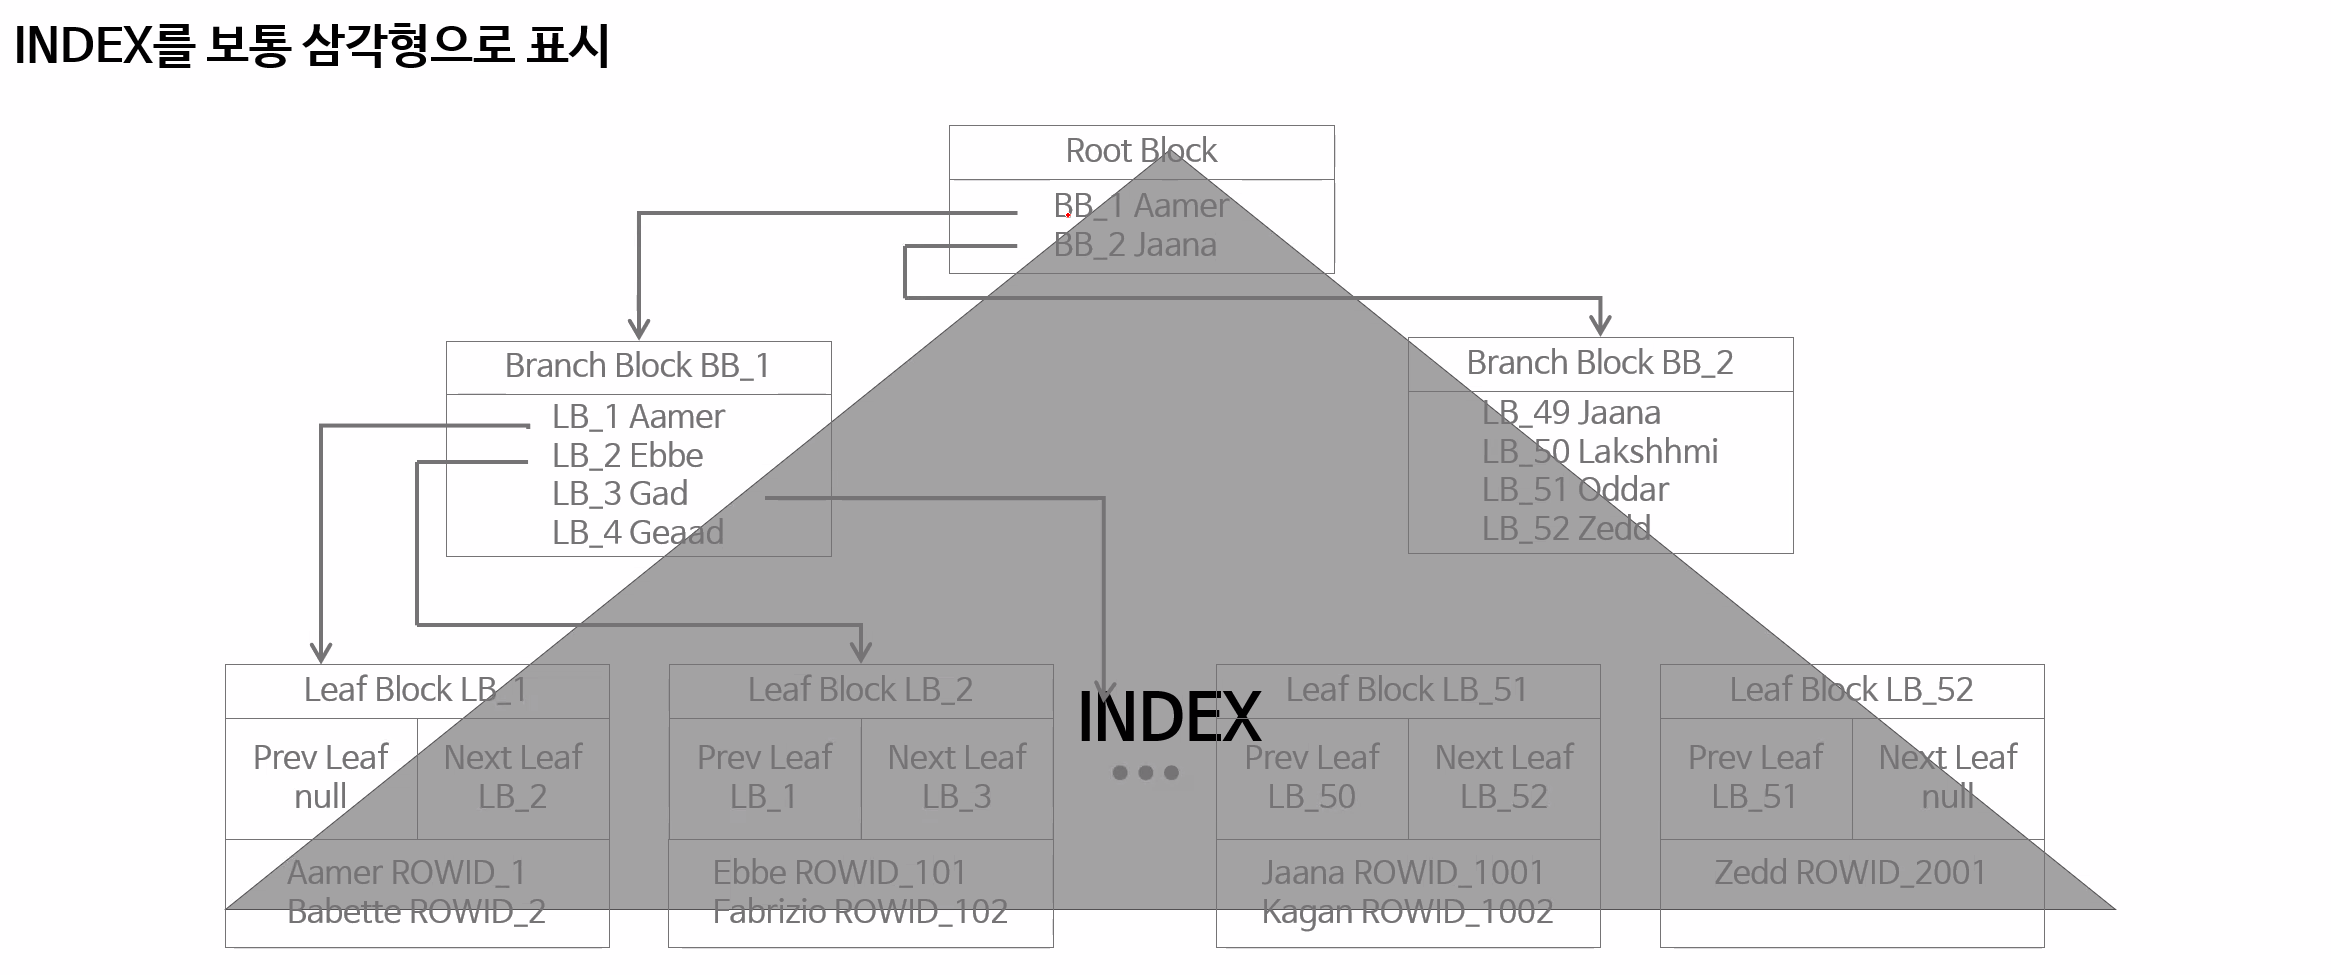 INDEX를 보통 삼각형으로 표시
Root Block
BB_1 Aamer
BB_2 Jaana
Branch Block BB_1
LB_1 Aamer
LB_2 Ebbe
LB_3 Gad
LB_4 Geaad
Branch Block BB_2
LB_49 Jaana
LB_50 Lakshhmi
LB_51 Oddar
LB_52 Zedd
Leaf Block LB_1
Prev Leaf
null
Next Leaf
LB_2
Aamer ROWID_1
Babette ROWID_2
Leaf Block LB_2
Prev Leaf
LB_1
Next Leaf
LB_3
Ebbe ROWID_101
Fabrizio ROWID_102
INDEX
•••
Leaf Block LB_51
Prev Leaf
LB_50
Next Leaf
LB_52
Jaana ROWID_1001
Kagan ROWID_1002
Leaf Block LB_52
Prev Leaf
LB_51
Next Leaf
null
Zedd ROWID_2001